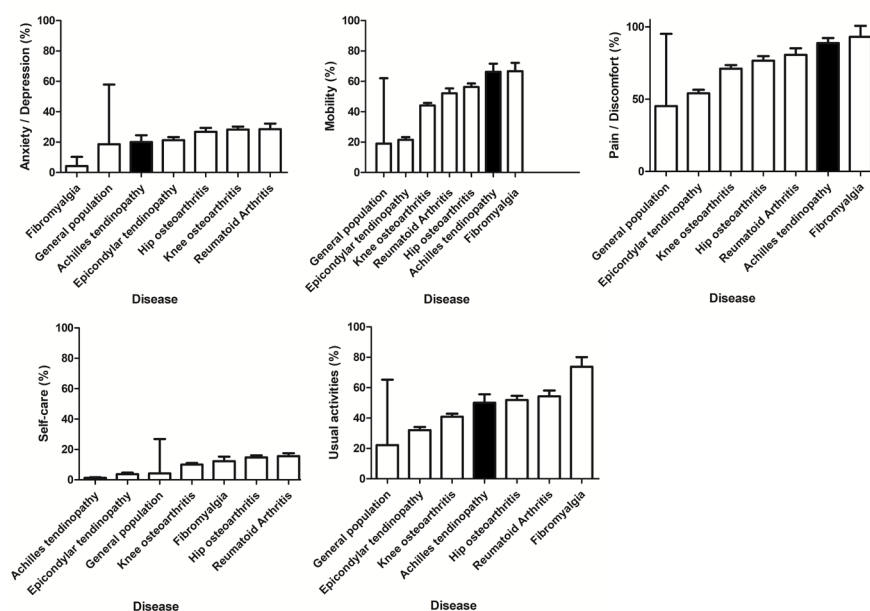 Anxiety / Depression (%)
100
80
60
40
20
0
Fibromyalgia
General population
Achilles tendinopathy
Epicondylar tendinopathy
Hip osteoarthritis
Knee osteoarthritis
Reumatoid Arthritis
Disease
Mobility (%)
100
80
60
40
20
0
General population
Epicondylar tendinopathy
Knee osteoarthritis
Reumatoid Arthritis
Hip osteoarthritis
Achilles tendinopathy
Fibromyalgia
Disease
Pain / Discomfort (%)
100
50
0
General population
Epicondylar tendinopathy
Knee osteoarthritis
Hip osteoarthritis
Reumatoid Arthritis
Achilles tendinopathy
Fibromyalgia
Disease
Self-care (%)
100
80
60
40
20
0
Achilles tendinopathy
Epicondylar tendinopathy
General population
Knee osteoarthritis
Fibromyalgia
Hip osteoarthritis
Reumatoid Arthritis
Disease
Usual activities (%)
100
80
60
40
20
0
General population
Epicondylar tendinopathy
Knee osteoarthritis
Achilles tendinopathy
Hip osteoarthritis
Reumatoid Arthritis
Fibromyalgia
Disease